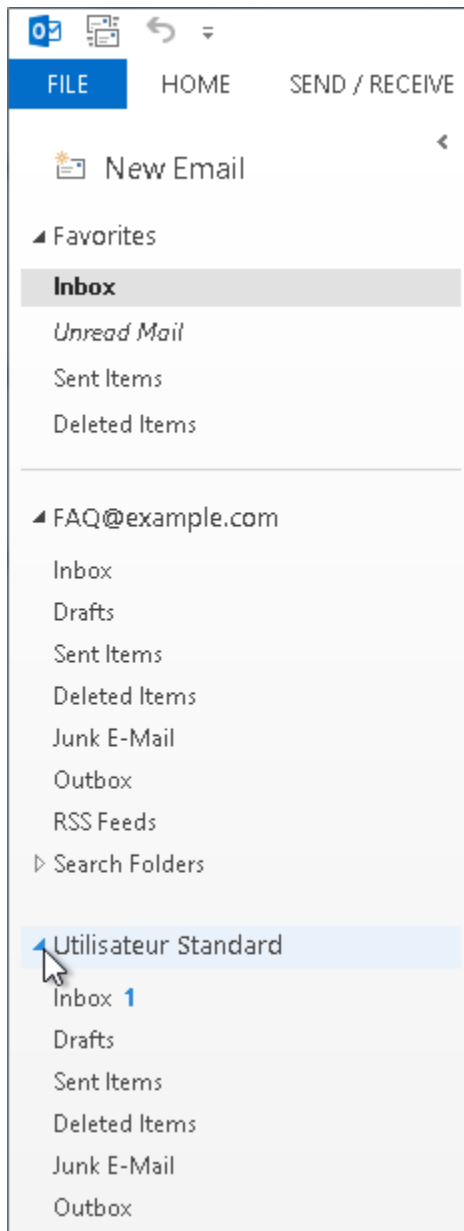 FILE HOME SEND / RECEIVE
New Email
Favorites
Inbox
Unread Mail
Sent Items
Deleted Items
FAQ@example.com
Inbox
Drafts
Sent Items
Deleted Items
Junk E-Mail
Outbox
RSS Feeds
Search Folders
Utilisateur Standard
Inbox 1
Drafts
Sent Items
Deleted Items
Junk E-Mail
Outbox